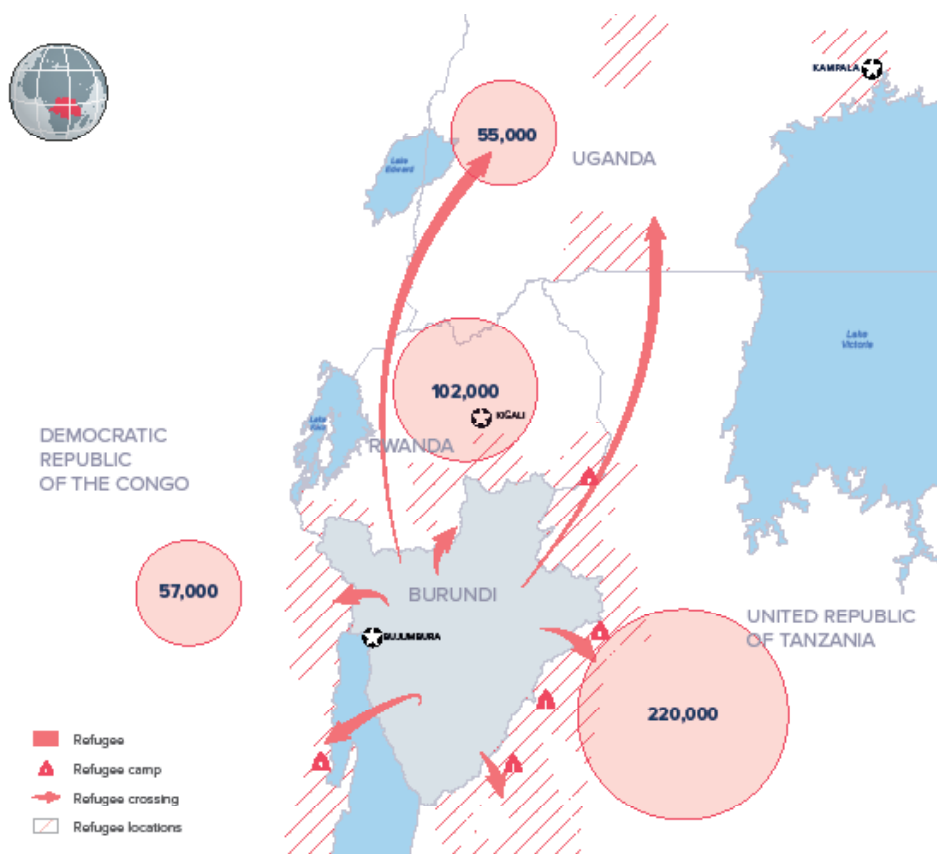 KAMPALA
55,000
Lake
Edward
UGANDA
Lake
Victoria
102,000
KIGALI
Lake
Kivu
RWANDA
DEMOCRATIC
REPUBLIC
OF THE CONGO
57,000
BURUNDI
UNITED REPUBLIC
OF TANZANIA
BUJUMBURA
220,000
Refugee
Refugee camp
Refugee crossing
Refugee locations